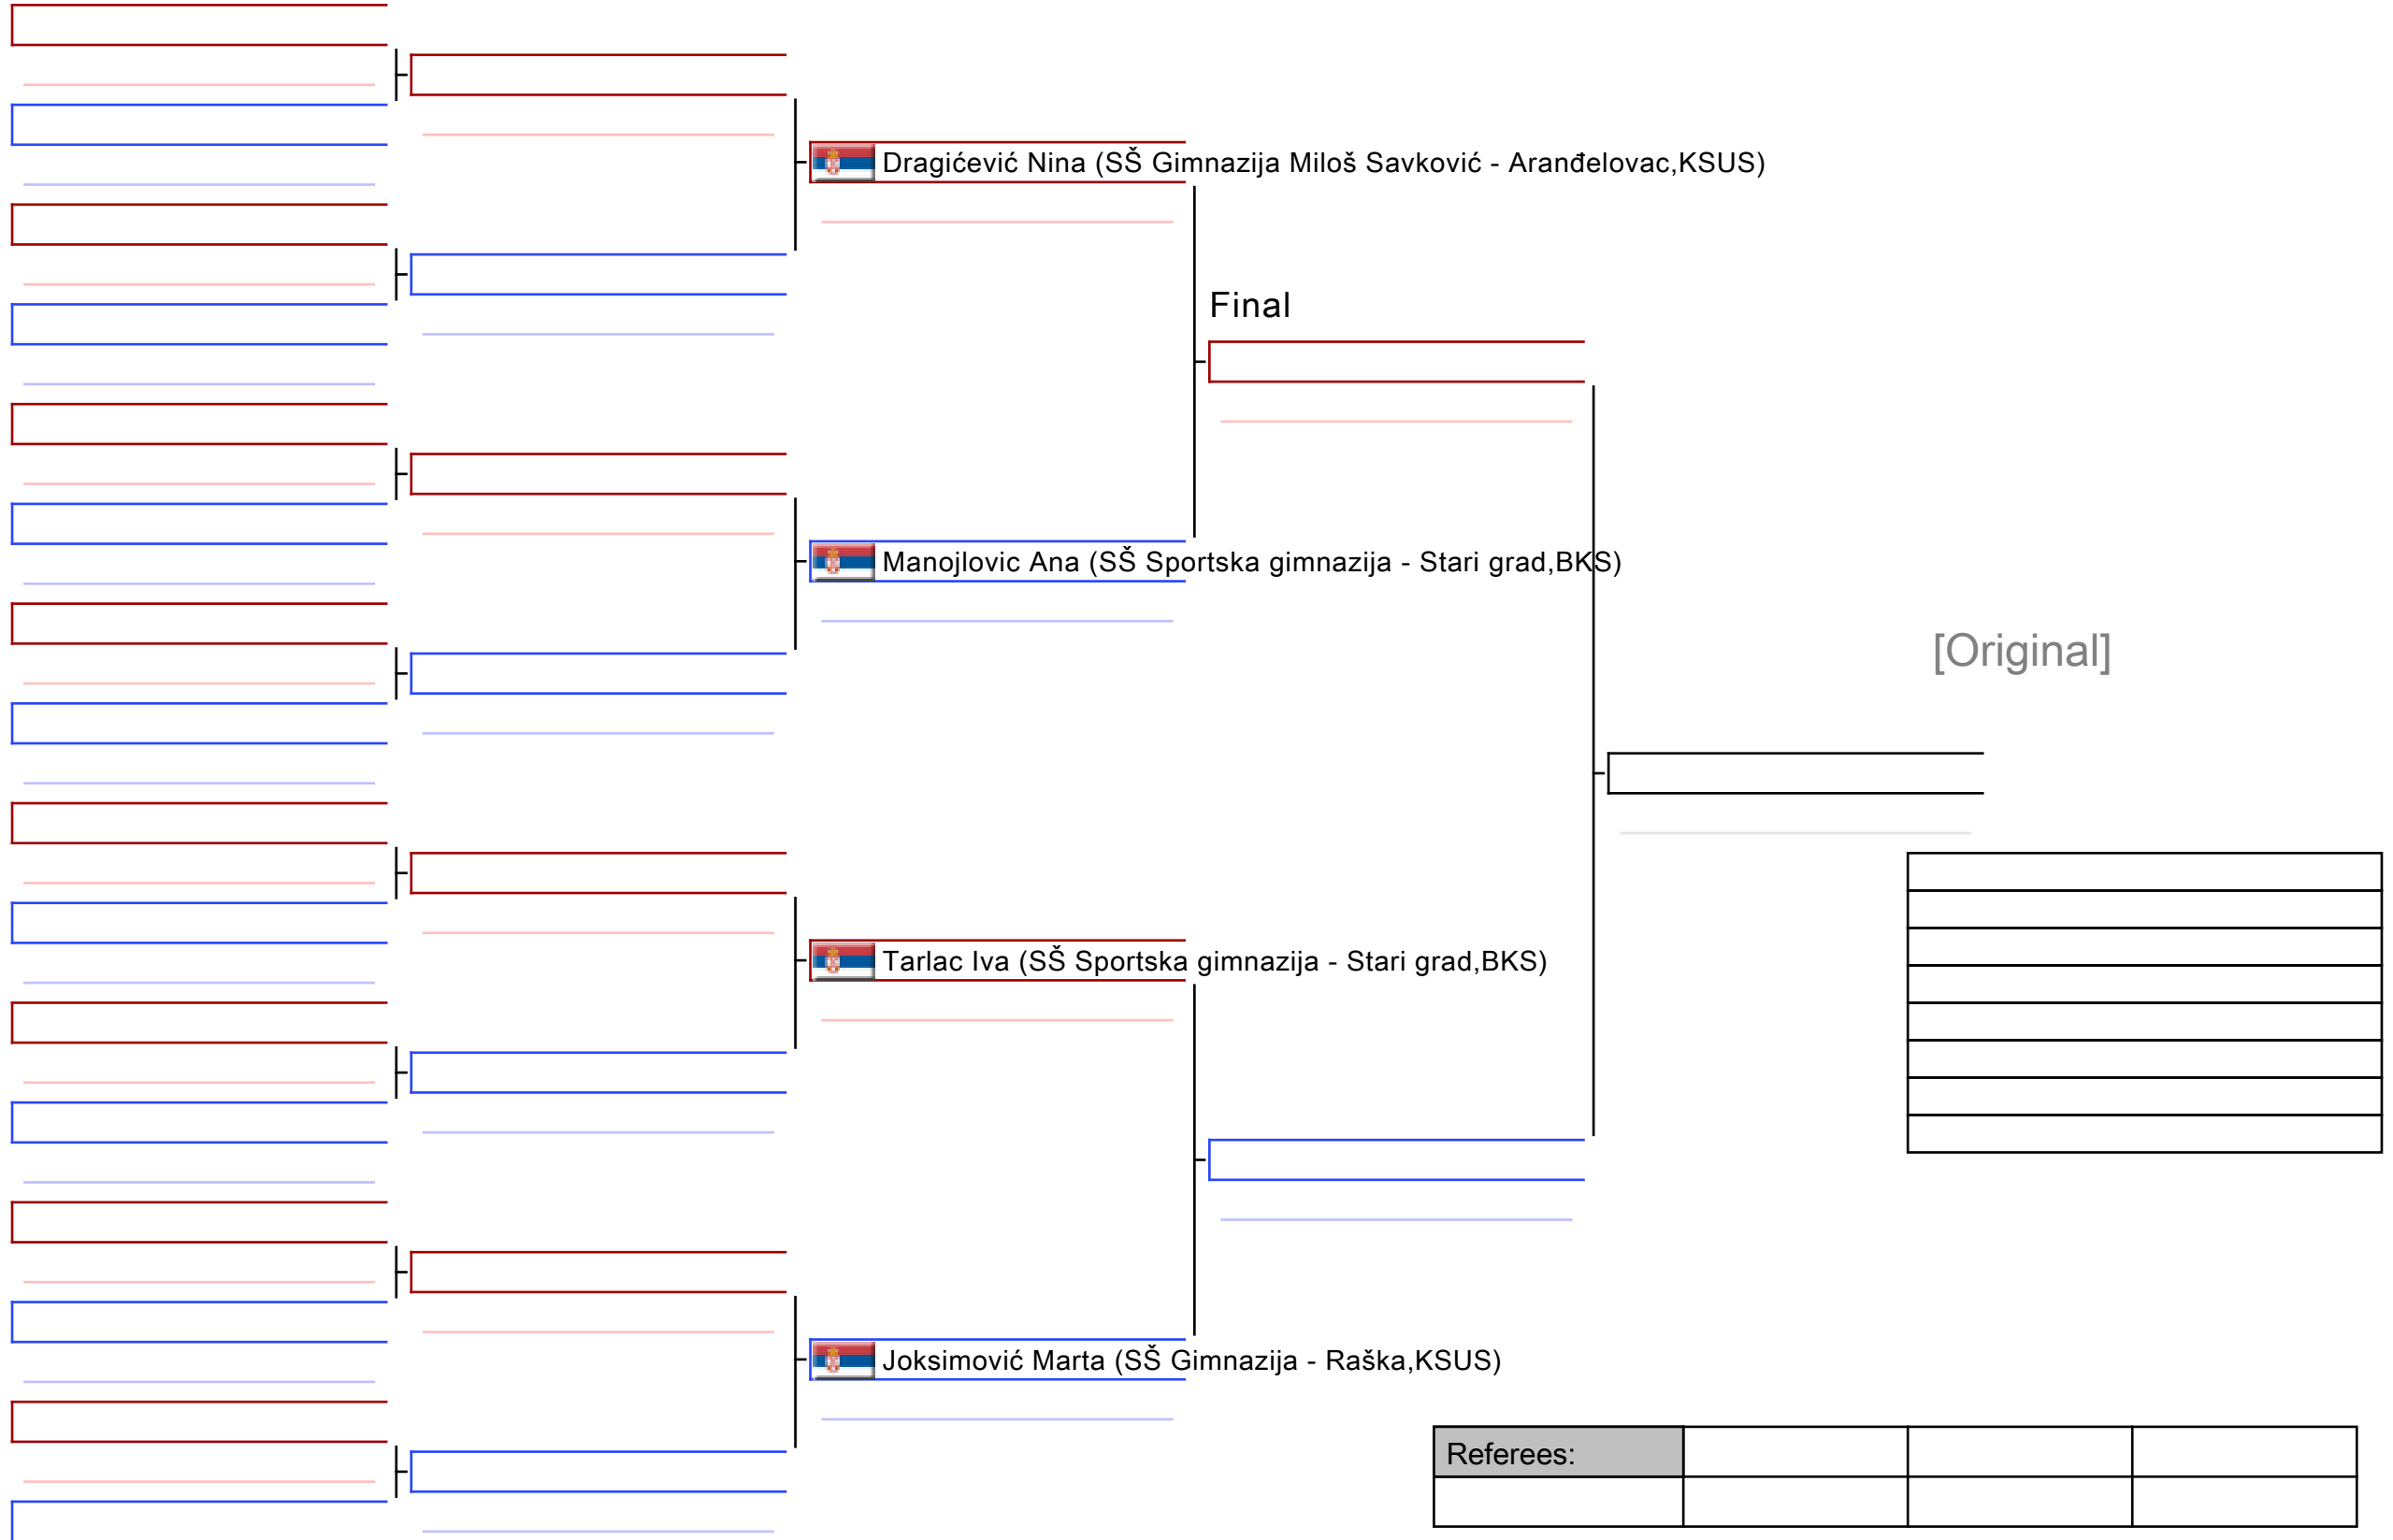 Dragićević Nina (SŠ Gimnazija Miloš Savković - Aranđelovac,KSUS)
Final
Manojlovic Ana (SŠ Sportska gimnazija - Stari grad,BKS)
[Original]
Tarlac Iva (SŠ Sportska gimnazija - Stari grad,BKS)
Joksimović Marta (SŠ Gimnazija - Raška,KSUS)
Referees: